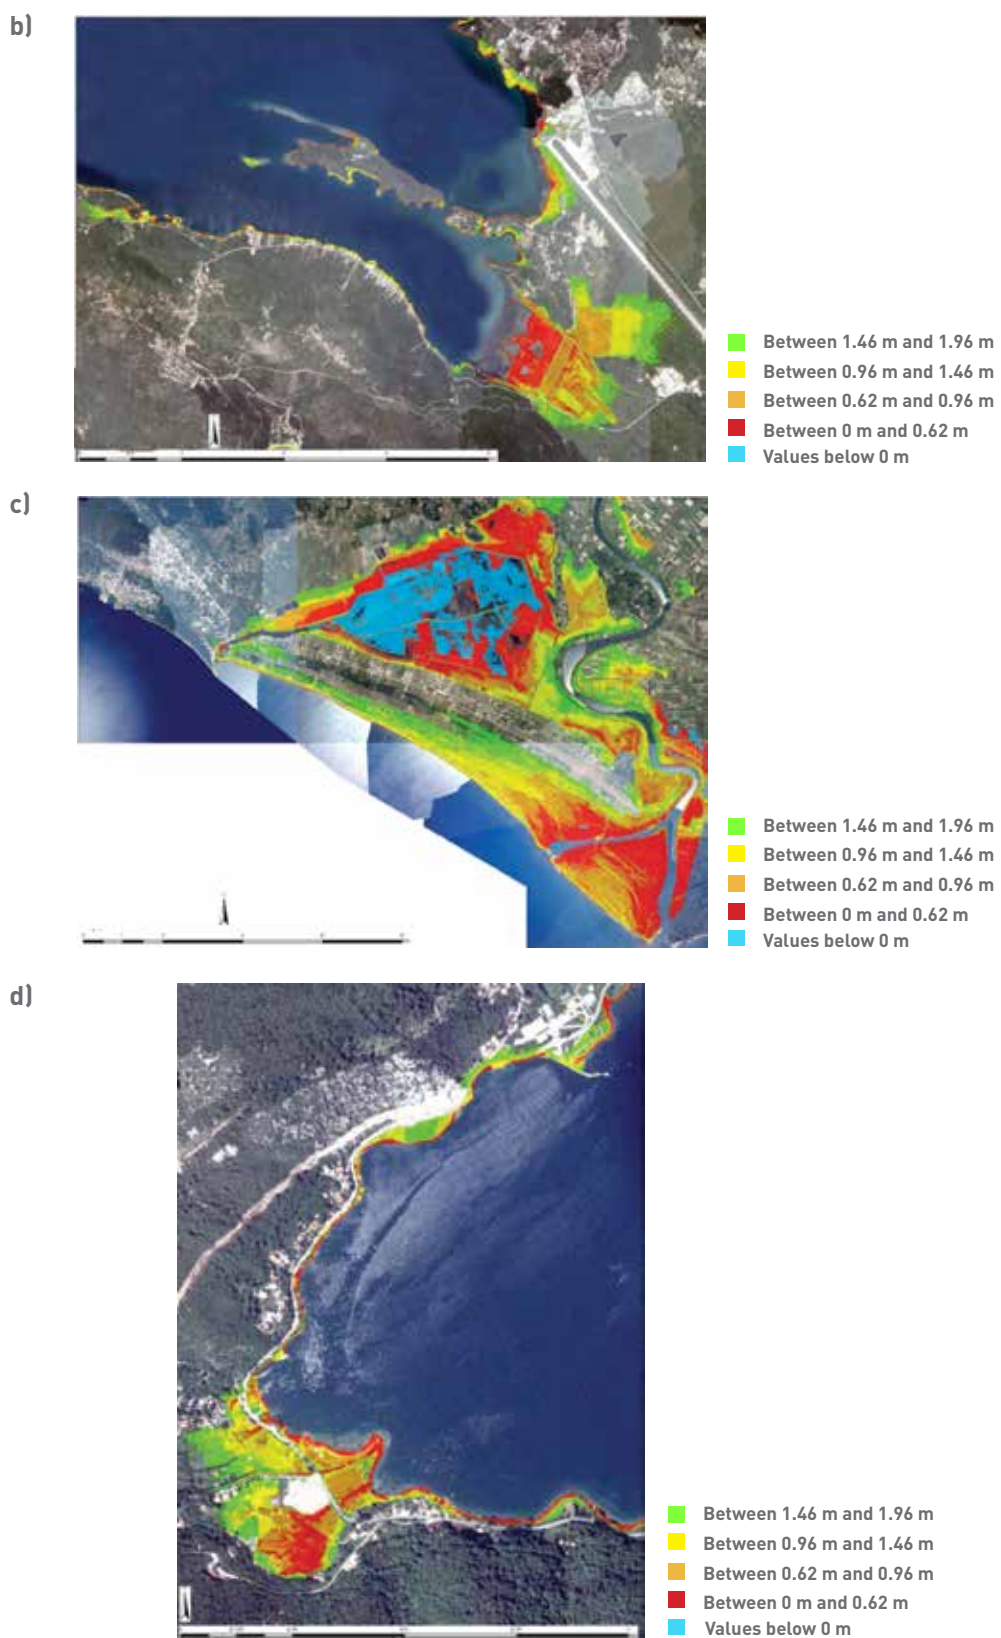 b)
Between 1.46 m and 1.96 m
Between 0.96 m and 1.46 m
Between 0.62 m and 0.96 m
Between 0 m and 0.62 m
Values below 0 m
c)
Between 1.46 m and 1.96 m
Between 0.96 m and 1.46 m
Between 0.62 m and 0.96 m
Between 0 m and 0.62 m
Values below 0 m
d)
Between 1.46 m and 1.96 m
Between 0.96 m and 1.46 m
Between 0.62 m and 0.96 m
Between 0 m and 0.62 m
Values below 0 m